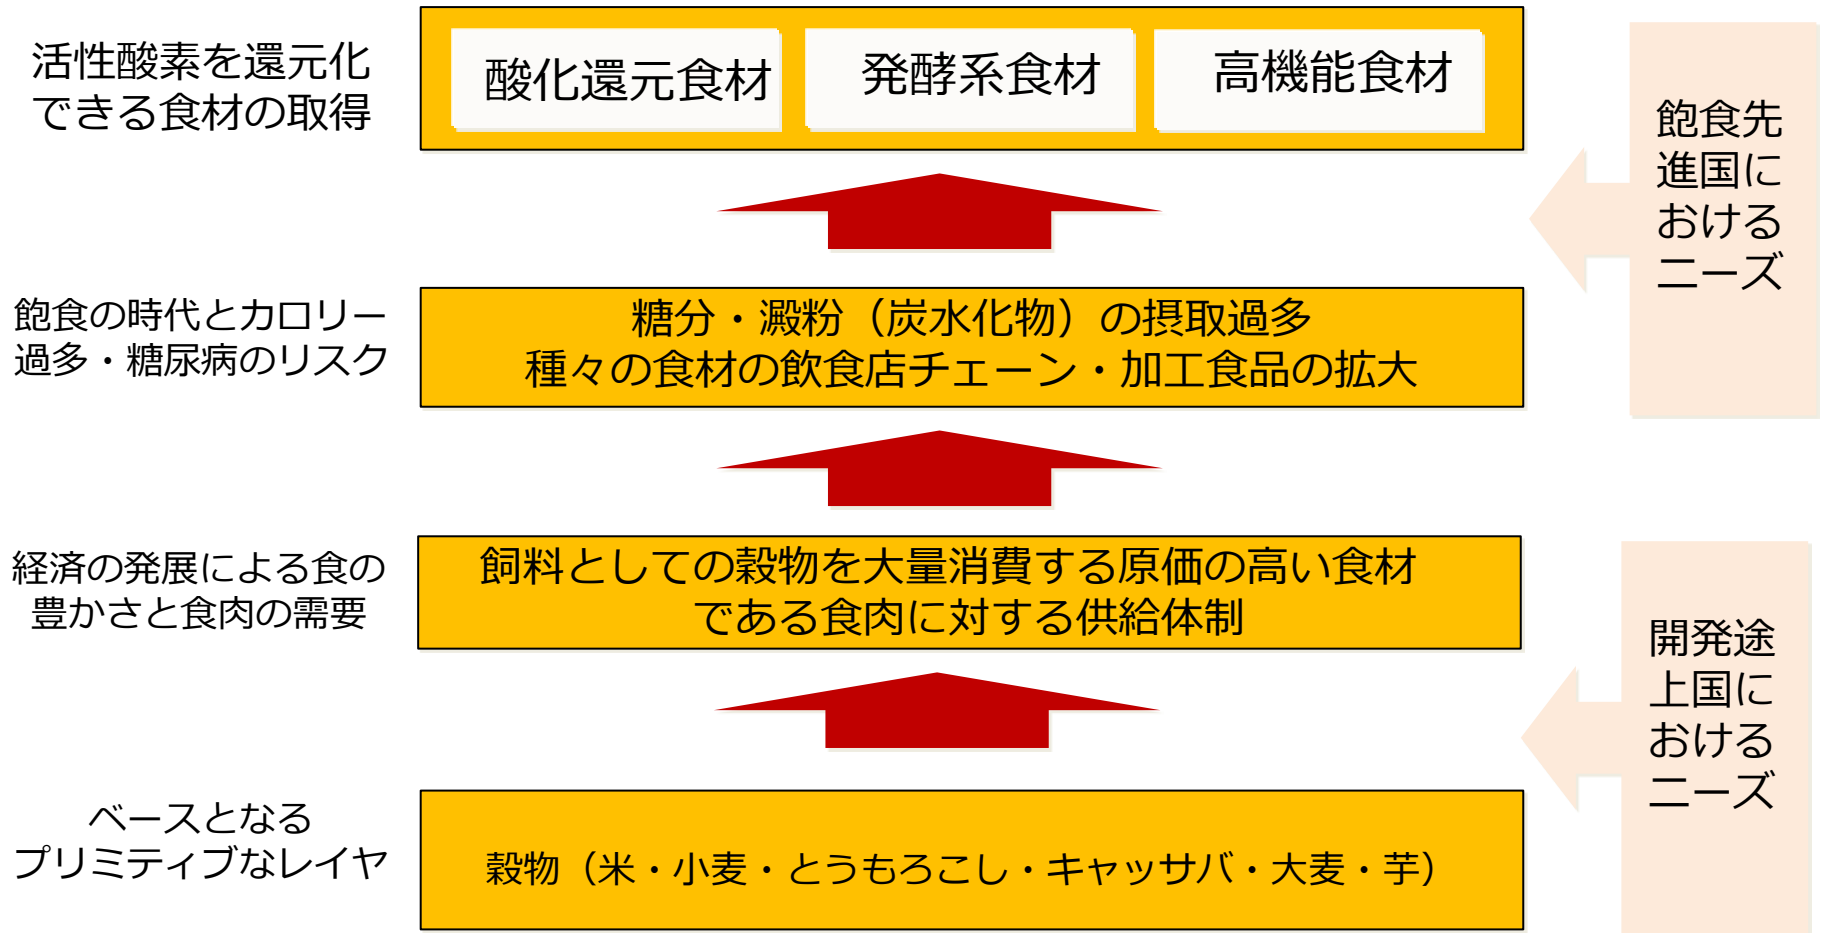 活性酸素を還元化
できる食材の取得
酸化還元食材
発酵系食材
高機能食材
飽食先
進国に
おける
ニーズ
飽食の時代とカロリー
過多・糖尿病のリスク
糖分・澱粉（炭水化物）の摂取過多
種々の食材の飲食店チェーン・加工食品の拡大
経済の発展による食の
豊かさと食肉の需要
飼料としての穀物を大量消費する原価の高い食材
である食肉に対する供給体制
開発途
上国に
おける
ニーズ
ベースとなる
プリミティブなレイヤ
穀物（米・小麦・とうもろこし・キャッサバ・大麦・芋）